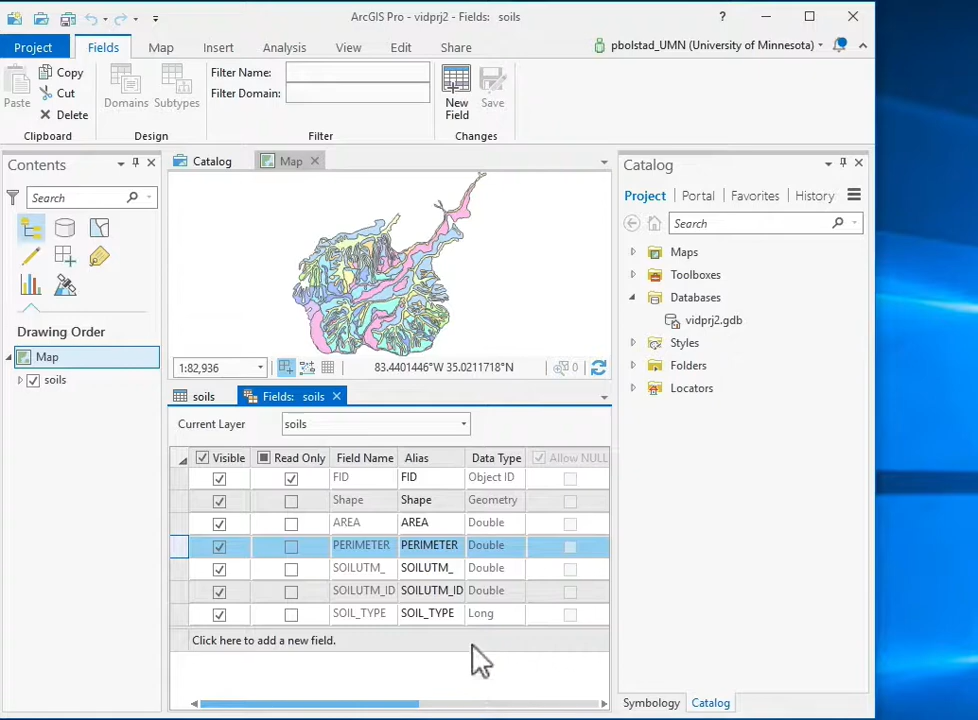 ArcGIS Pro - vidprj2 - Fields: soils
? 
Project Fields Map Insert Analysis View Edit Share
pbolstad_UMN (University of Minnesota)
Paste Copy Cut Delete
Clipboard
Domains Subtypes
Design
Filter Name:
Filter Domain:
Filter
New Field Save
Changes
Contents
Search
Drawing Order
Map
soils
Catalog Map
1:82,936
83.4401446°W 35.0211718°N
0
soils Fields: soils
Current Layer soils
Visible Read Only Field Name Alias Data Type Allow NULL
FID FID Object ID
Shape Shape Geometry
AREA AREA Double
PERIMETER PERIMETER Double
SOILUTM_ SOILUTM_ Double
SOILUTM_ID SOILUTM_ID Double
SOIL_TYPE SOIL_TYPE Long
Click here to add a new field.
Catalog
Project Portal Favorites History
Search
Maps
Toolboxes
Databases
vidprj2.gdb
Styles
Folders
Locators
Symbology Catalog